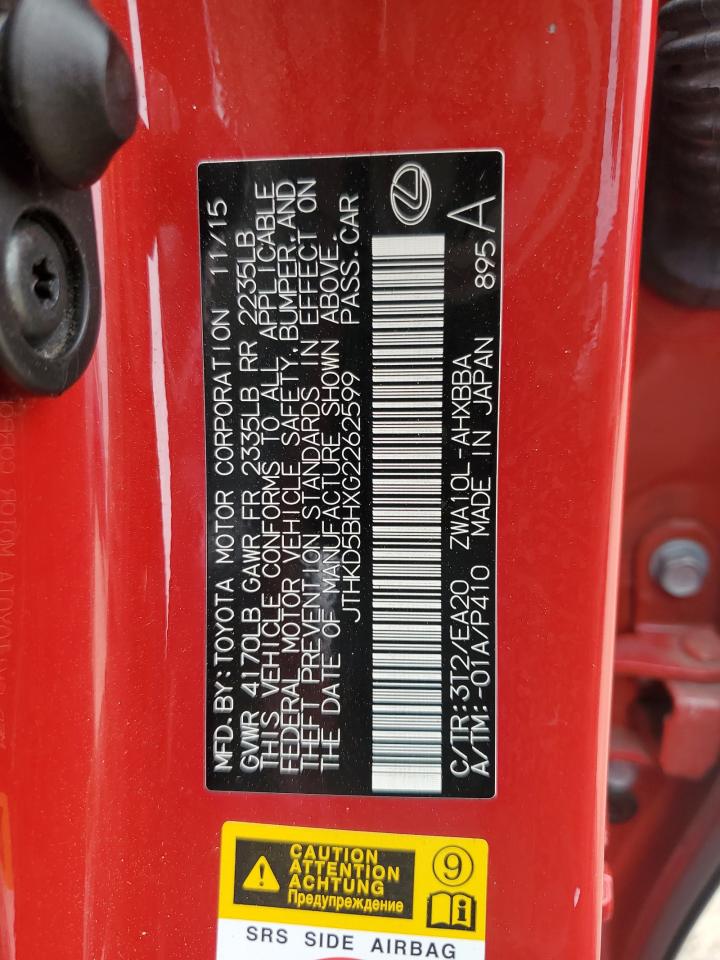 MFD. BY: TOYOTA MOTOR CORPORATION 11/15
GVWR 4170LB GAWR FR 2335LB RR 2235LB
THIS VEHICLE CONFORMS TO ALL APPLICABLE
FEDERAL MOTOR VEHICLE SAFETY, BUMPER, AND
THEFT PREVENTION STANDARDS IN EFFECT ON
THE DATE OF MANUFACTURE SHOWN ABOVE.
JTHKD5BHXG2262599 PASS. CAR
C/TR:3T2/EA20 ZWA10L-AHXBBA 895 A
A/TM:-01A/P410 MADE IN JAPAN
CAUTION
ATTENTION
ACHTUNG
Предупреждение
9
i
SRS SIDE AIRBAG